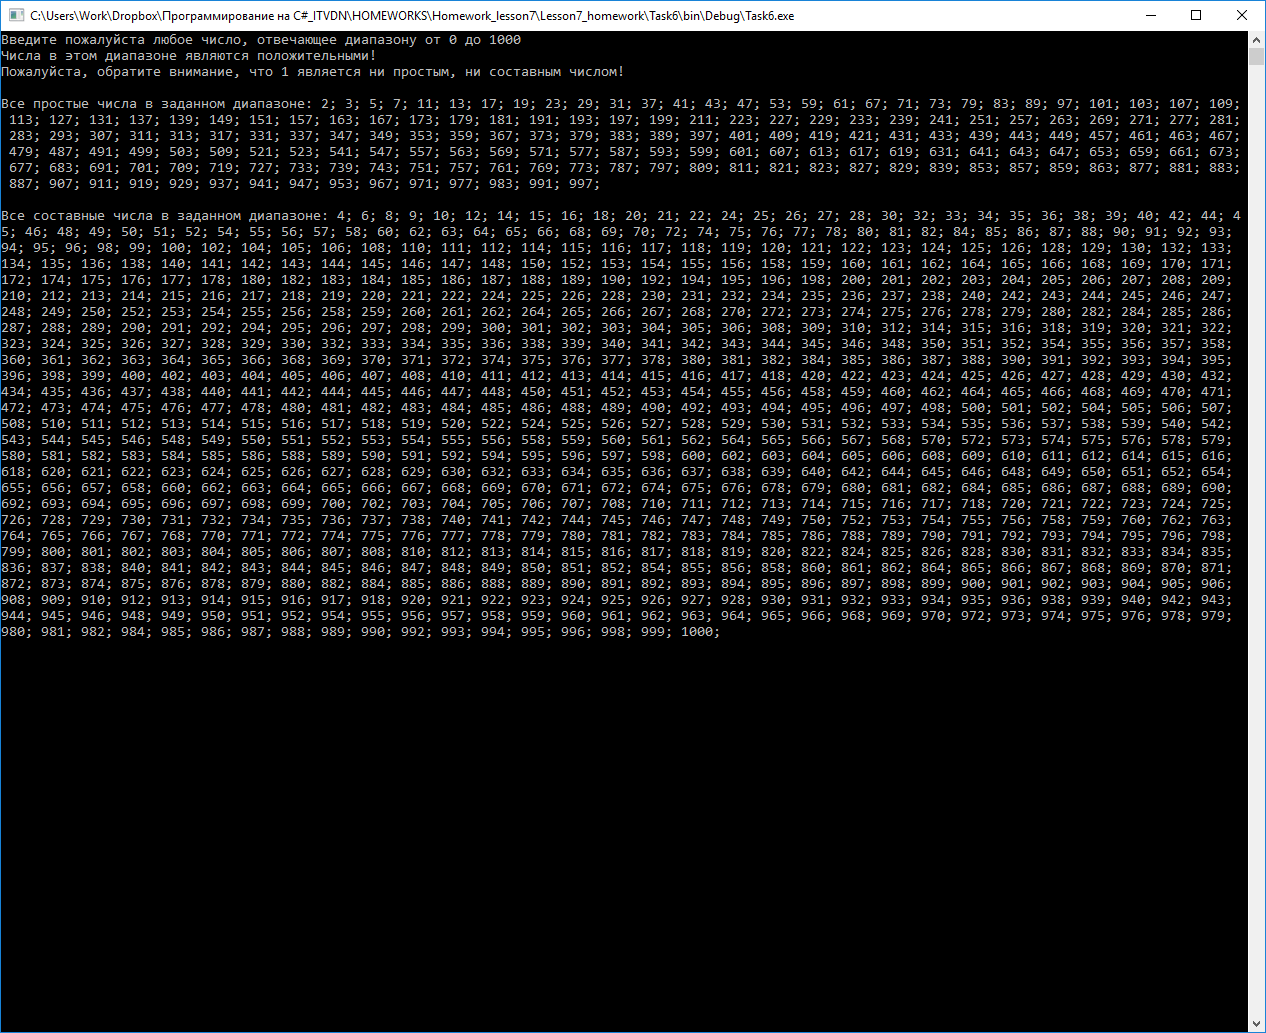 C:\Users\Work\Dropbox\Программирование на C#_ITVDN\HOMEWORKS\Homework_lesson7\Lesson7_homework\Task6\bin\Debug\Task6.exe
Введите пожалуйста любое число, отвечающее диапазону от 0 до 1000
Числа в этом диапазоне являются положительными!
Пожалуйста, обратите внимание, что 1 является ни простым, ни составным числом!
Все простые числа в заданном диапазоне: 2; 3; 5; 7; 11; 13; 17; 19; 23; 29; 31; 37; 41; 43; 47; 53; 59; 61; 67; 71; 73; 79; 83; 89; 97; 101; 103; 107; 109;
113; 127; 131; 137; 139; 149; 151; 157; 163; 167; 173; 179; 181; 191; 193; 197; 199; 211; 223; 227; 229; 233; 239; 241; 251; 257; 263; 269; 271; 277; 281;
283; 293; 307; 311; 313; 317; 331; 337; 347; 349; 353; 359; 367; 373; 379; 383; 389; 397; 401; 409; 419; 421; 431; 433; 439; 443; 449; 457; 461; 463; 467;
479; 487; 491; 499; 503; 509; 521; 523; 541; 547; 557; 563; 569; 571; 577; 587; 593; 599; 601; 607; 613; 617; 619; 631; 641; 643; 647; 653; 659; 661; 673;
677; 683; 691; 701; 709; 719; 727; 733; 739; 743; 751; 757; 761; 769; 773; 787; 797; 809; 811; 821; 823; 827; 829; 839; 853; 857; 859; 863; 877; 881; 883;
887; 907; 911; 919; 929; 937; 941; 947; 953; 967; 971; 977; 983; 991; 997;
Все составные числа в заданном диапазоне: 4; 6; 8; 9; 10; 12; 14; 15; 16; 18; 20; 21; 22; 24; 25; 26; 27; 28; 30; 32; 33; 34; 35; 36; 38; 39; 40; 42; 44; 4
5; 46; 48; 49; 50; 51; 52; 54; 55; 56; 57; 58; 60; 62; 63; 64; 65; 66; 68; 69; 70; 72; 74; 75; 76; 77; 78; 80; 81; 82; 84; 85; 86; 87; 88; 90; 91; 92; 93;
94; 95; 96; 98; 99; 100; 102; 104; 105; 106; 108; 110; 111; 112; 114; 115; 116; 117; 118; 119; 120; 121; 122; 123; 124; 125; 126; 128; 129; 130; 132; 133;
134; 135; 136; 138; 140; 141; 142; 143; 144; 145; 146; 147; 148; 150; 152; 153; 154; 155; 156; 158; 159; 160; 161; 162; 164; 165; 166; 168; 169; 170; 171;
172; 174; 175; 176; 177; 178; 180; 182; 183; 184; 185; 186; 187; 188; 189; 190; 192; 194; 195; 196; 198; 200; 201; 202; 203; 204; 205; 206; 207; 208; 209;
210; 212; 213; 214; 215; 216; 217; 218; 219; 220; 221; 222; 224; 225; 226; 228; 230; 231; 232; 234; 235; 236; 237; 238; 240; 242; 243; 244; 245; 246; 247;
248; 249; 250; 252; 253; 254; 255; 256; 258; 259; 260; 261; 262; 264; 265; 266; 267; 268; 270; 272; 273; 274; 275; 276; 278; 279; 280; 282; 284; 285; 286;
287; 288; 289; 290; 291; 292; 294; 295; 296; 297; 298; 299; 300; 301; 302; 303; 304; 305; 306; 308; 309; 310; 312; 314; 315; 316; 318; 319; 320; 321; 322;
323; 324; 325; 326; 327; 328; 329; 330; 332; 333; 334; 335; 336; 338; 339; 340; 341; 342; 343; 344; 345; 346; 348; 350; 351; 352; 354; 355; 356; 357; 358;
360; 361; 362; 363; 364; 365; 366; 368; 369; 370; 371; 372; 374; 375; 376; 377; 378; 380; 381; 382; 384; 385; 386; 387; 388; 390; 391; 392; 393; 394; 395;
396; 398; 399; 400; 402; 403; 404; 405; 406; 407; 408; 410; 411; 412; 413; 414; 415; 416; 417; 418; 420; 422; 423; 424; 425; 426; 427; 428; 429; 430; 432;
434; 435; 436; 437; 438; 440; 441; 442; 444; 445; 446; 447; 448; 450; 451; 452; 453; 454; 455; 456; 458; 459; 460; 462; 464; 465; 466; 468; 469; 470; 471;
472; 473; 474; 475; 476; 477; 478; 480; 481; 482; 483; 484; 485; 486; 488; 489; 490; 492; 493; 494; 495; 496; 497; 498; 500; 501; 502; 504; 505; 506; 507;
508; 510; 511; 512; 513; 514; 515; 516; 517; 518; 519; 520; 522; 524; 525; 526; 527; 528; 529; 530; 531; 532; 533; 534; 535; 536; 537; 538; 539; 540; 542;
543; 544; 545; 546; 548; 549; 550; 551; 552; 553; 554; 555; 556; 558; 559; 560; 561; 562; 564; 565; 566; 567; 568; 570; 572; 573; 574; 575; 576; 578; 579;
580; 581; 582; 583; 584; 585; 586; 588; 589; 590; 591; 592; 594; 595; 596; 597; 598; 600; 602; 603; 604; 605; 606; 608; 609; 610; 611; 612; 614; 615; 616;
618; 620; 621; 622; 623; 624; 625; 626; 627; 628; 629; 630; 632; 633; 634; 635; 636; 637; 638; 639; 640; 642; 644; 645; 646; 648; 649; 650; 651; 652; 654;
655; 656; 657; 658; 660; 662; 663; 664; 665; 666; 667; 668; 669; 670; 671; 672; 674; 675; 676; 678; 679; 680; 681; 682; 684; 685; 686; 687; 688; 689; 690;
692; 693; 694; 695; 696; 697; 698; 699; 700; 702; 703; 704; 705; 706; 707; 708; 710; 711; 712; 713; 714; 715; 716; 717; 718; 720; 721; 722; 723; 724; 725;
726; 728; 729; 730; 731; 732; 734; 735; 736; 737; 738; 740; 741; 742; 744; 745; 746; 747; 748; 749; 750; 752; 753; 754; 755; 756; 758; 759; 760; 762; 763;
764; 765; 766; 767; 768; 770; 771; 772; 774; 775; 776; 777; 778; 779; 780; 781; 782; 783; 784; 785; 786; 788; 789; 790; 791; 792; 793; 794; 795; 796; 798;
799; 800; 801; 802; 803; 804; 805; 806; 807; 808; 810; 812; 813; 814; 815; 816; 817; 818; 819; 820; 822; 824; 825; 826; 828; 830; 831; 832; 833; 834; 835;
836; 837; 838; 840; 841; 842; 843; 844; 845; 846; 847; 848; 849; 850; 851; 852; 854; 855; 856; 858; 860; 861; 862; 864; 865; 866; 867; 868; 869; 870; 871;
872; 873; 874; 875; 876; 878; 879; 880; 882; 884; 885; 886; 888; 889; 890; 891; 892; 893; 894; 895; 896; 897; 898; 899; 900; 901; 902; 903; 904; 905; 906;
908; 909; 910; 912; 913; 914; 915; 916; 917; 918; 920; 921; 922; 923; 924; 925; 926; 927; 928; 930; 931; 932; 933; 934; 935; 936; 938; 939; 940; 942; 943;
944; 945; 946; 948; 949; 950; 951; 952; 954; 955; 956; 957; 958; 959; 960; 961; 962; 963; 964; 965; 966; 968; 969; 970; 972; 973; 974; 975; 976; 978; 979;
980; 981; 982; 984; 985; 986; 987; 988; 989; 990; 992; 993; 994; 995; 996; 998; 999; 1000;